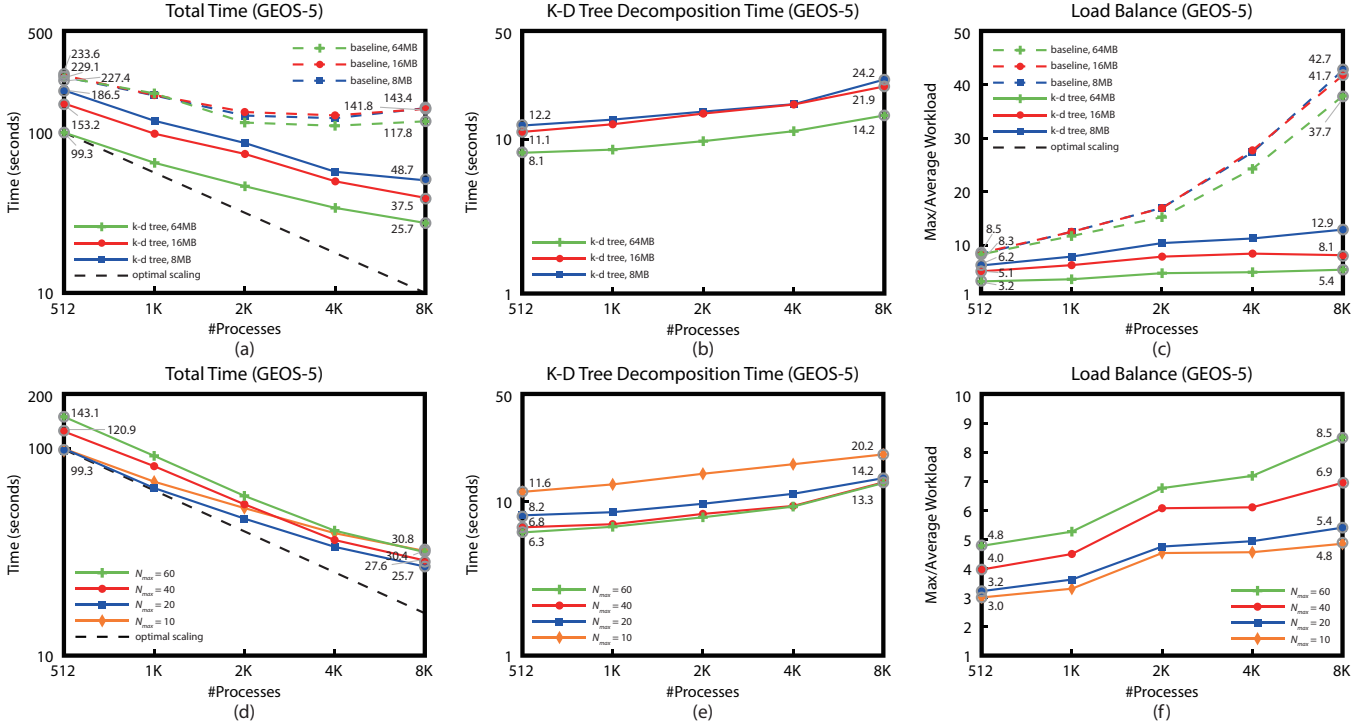 Total Time (GEOS-5)
500
100
10
Time (seconds)
233.6
229.1
227.4
186.5
153.2
99.3
baseline, 64MB
baseline, 16MB
baseline, 8MB
141.8
143.4
117.8
48.7
37.5
25.7
k-d tree, 64MB
k-d tree, 16MB
k-d tree, 8MB
optimal scaling
512
1K
2K
4K
8K
#Processes
(a)
K-D Tree Decomposition Time (GEOS-5)
50
10
1
Time (seconds)
12.2
11.1
8.1
24.2
21.9
14.2
k-d tree, 64MB
k-d tree, 16MB
k-d tree, 8MB
512
1K
2K
4K
8K
#Processes
(b)
Load Balance (GEOS-5)
50
40
30
20
10
1
Max/Average Workload
baseline, 64MB
baseline, 16MB
baseline, 8MB
k-d tree, 64MB
k-d tree, 16MB
k-d tree, 8MB
optimal scaling
8.5
8.3
6.2
5.1
3.2
42.7
41.7
37.7
12.9
8.1
5.4
512
1K
2K
4K
8K
#Processes
(c)
Total Time (GEOS-5)
200
100
10
Time (seconds)
143.1
120.9
99.3
30.8
30.4
27.6
25.7
Nmax = 60
Nmax = 40
Nmax = 20
Nmax = 10
optimal scaling
512
1K
2K
4K
8K
#Processes
(d)
K-D Tree Decomposition Time (GEOS-5)
50
10
1
Time (seconds)
11.6
8.2
6.8
6.3
20.2
14.2
13.3
Nmax = 60
Nmax = 40
Nmax = 20
Nmax = 10
512
1K
2K
4K
8K
#Processes
(e)
Load Balance (GEOS-5)
10
9
8
7
6
5
4
3
2
1
Max/Average Workload
4.8
4.0
3.2
3.0
8.5
6.9
5.4
4.8
Nmax = 60
Nmax = 40
Nmax = 20
Nmax = 10
512
1K
2K
4K
8K
#Processes
(f)